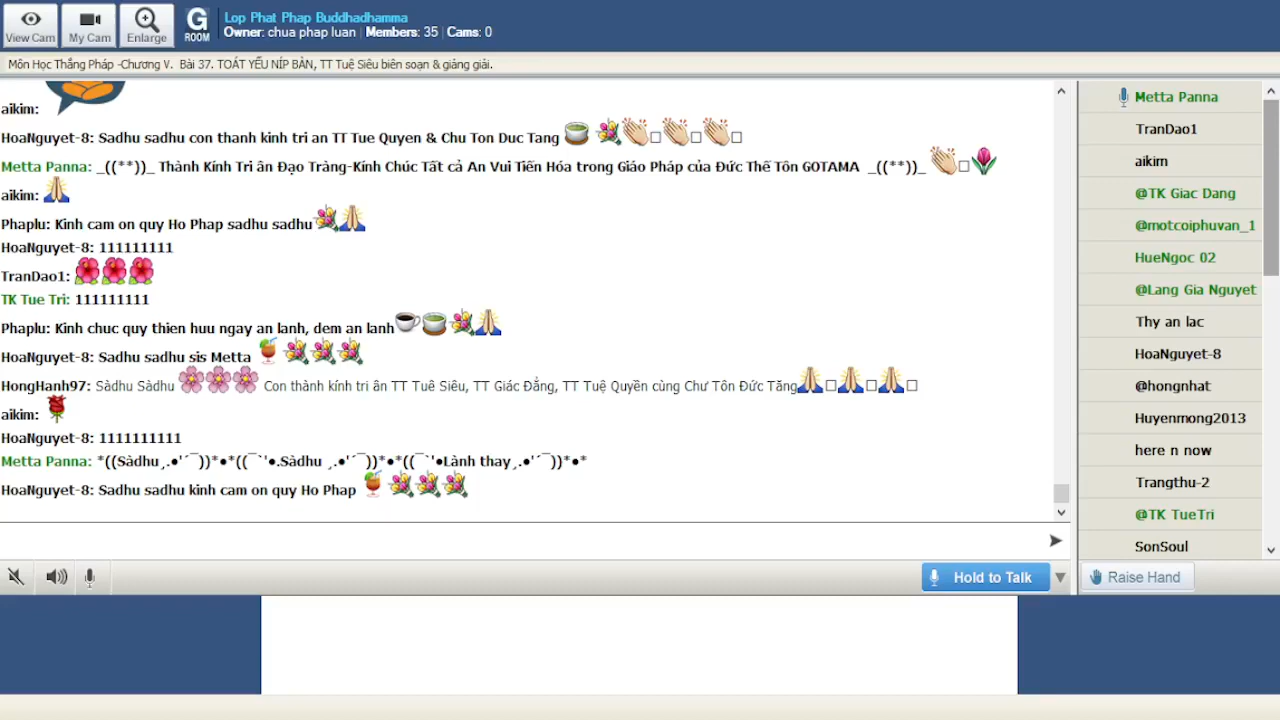 View Cam
My Cam
Enlarge
G
ROOM
Lop Phat Phap Buddhadhamma
Owner: chua phap luan | Members: 35 | Cams: 0
Môn Học Thắng Pháp -Chương V. Bài 37. TOÁT YẾU NÍP BÀN, TT Tuệ Siêu biên soạn & giảng giải.
aikim:
HoaNguyet-8: Sadhu sadhu con thanh kinh tri an TT Tue Quyen & Chu Ton Duc Tang
Metta Panna: _((**))_ Thành Kính Tri ân Đạo Tràng-Kính Chúc Tất cả An Vui Tiến Hóa trong Giáo Pháp của Đức Thế Tôn GOTAMA _((**))_
aikim:
Phaplu: Kinh cam on quy Ho Phap sadhu sadhu
HoaNguyet-8: 111111111
TranDao1:
TK Tue Tri: 111111111
Phaplu: Kinh chuc quy thien huu ngay an lanh, dem an lanh
HoaNguyet-8: Sadhu sadhu sis Metta
HongHanh97: Sàdhu Sàdhu Con thành kính tri ân TT Tuê Siêu, TT Giác Đẳng, TT Tuệ Quyền cùng Chư Tôn Đức Tăng
aikim:
HoaNguyet-8: 1111111111
Metta Panna: *((Sàdhu¸.•'´¯))*•*((¯`'•.Sàdhu ¸.•'´¯))*•*((¯`'•Lành thay¸.•'´¯))*•*
HoaNguyet-8: Sadhu sadhu kinh cam on quy Ho Phap
Hold to Talk
Metta Panna
TranDao1
aikim
@TK Giac Dang
@motcoiphuvan_1
HueNgoc 02
@Lang Gia Nguyet
Thy an lac
HoaNguyet-8
@hongnhat
Huyenmong2013
here n now
Trangthu-2
@TK TueTri
SonSoul
Raise Hand